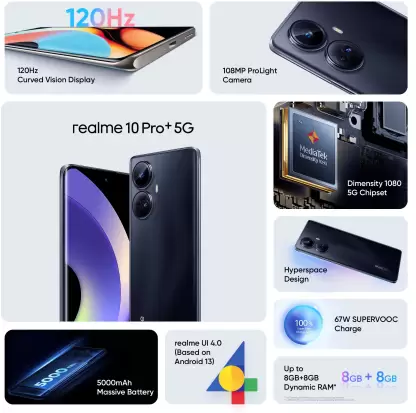 120Hz
120Hz
Curved Vision Display
108MP ProLight
Camera
realme 10 Pro+ 5G
MediaTek
Dimensity 1080
5G Chipset
Hyperspace
Design
realme
5000
5000mAh
Massive Battery
realme UI 4.0
(Based on
Android 13)
67W SUPERVOOC
Charge
100%
Up to
8GB+8GB
Dynamic RAM*
8GB + 8GB